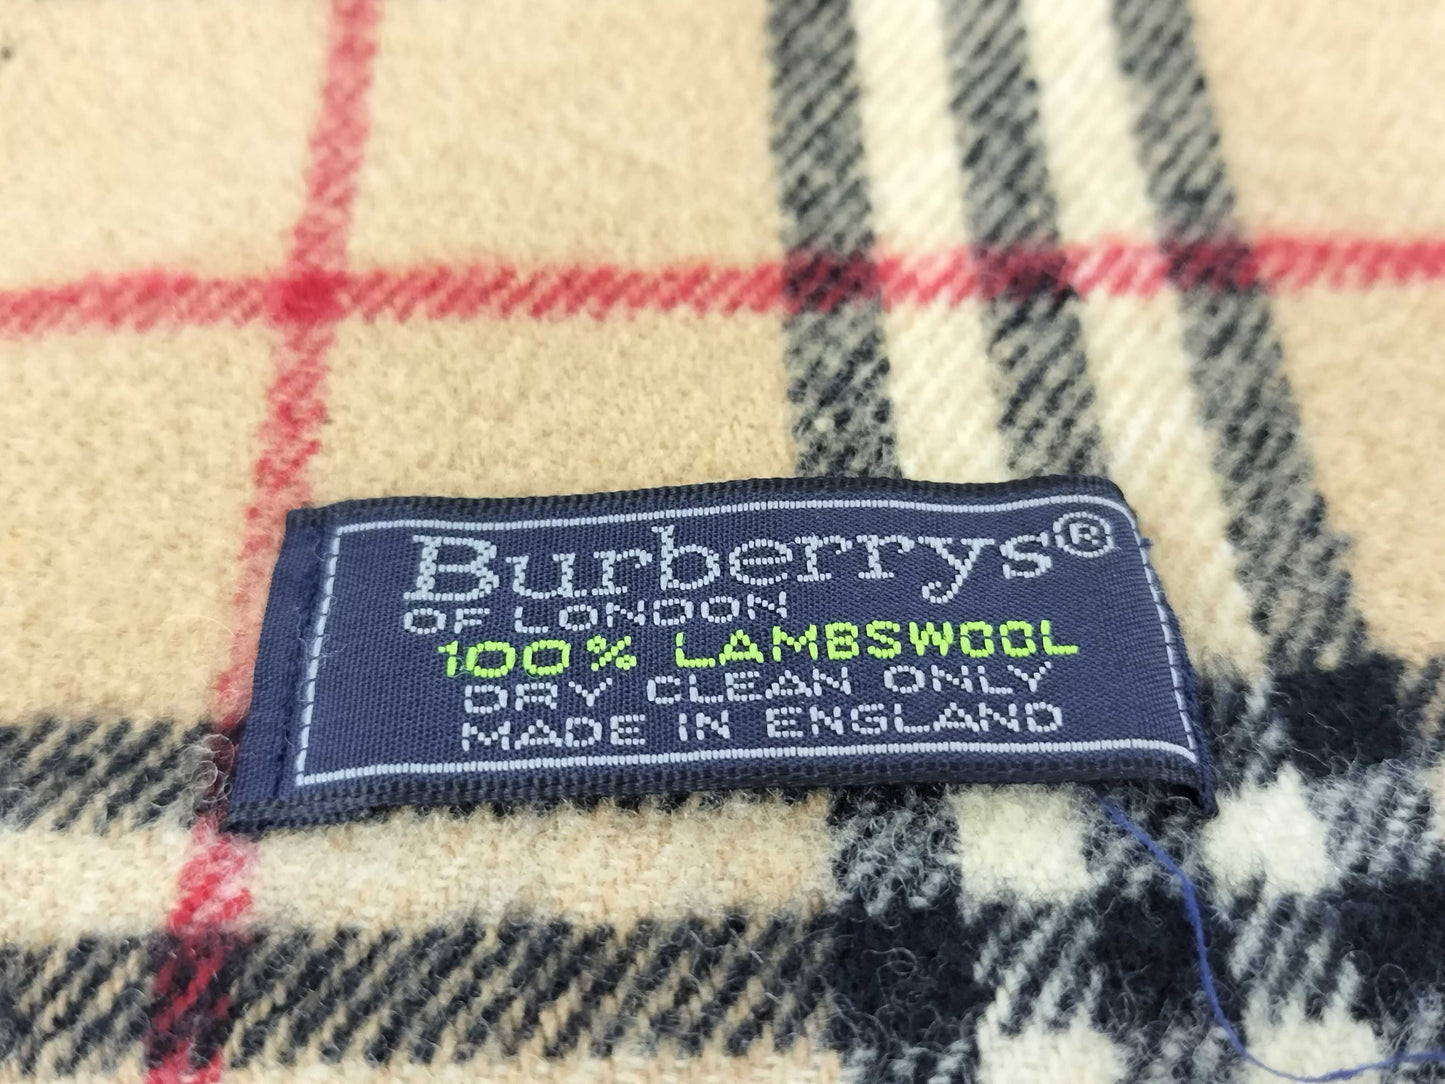 Burberrys®
OF LONDON
100% LAMBSWOOL
DRY CLEAN ONLY
MADE IN ENGLAND